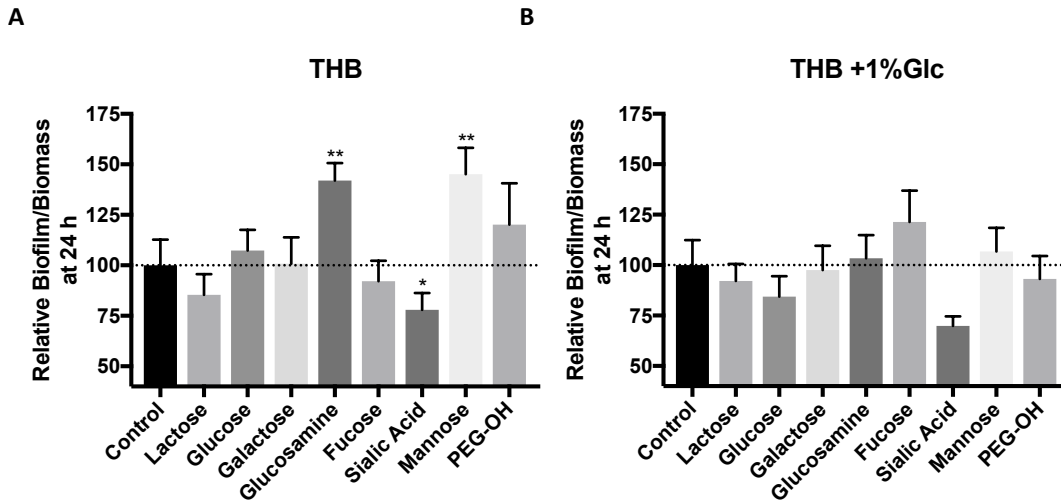 A
THB
Relative Biofilm/Biomass
at 24 h
175
150
125
100
75
50
**
*
**
Control
Lactose
Glucose
Galactose
Glucosamine
Fucose
Sialic Acid
Mannose
PEG-OH
B
THB +1%Glc
Relative Biofilm/Biomass
at 24 h
175
150
125
100
75
50
Control
Lactose
Glucose
Galactose
Glucosamine
Fucose
Sialic Acid
Mannose
PEG-OH